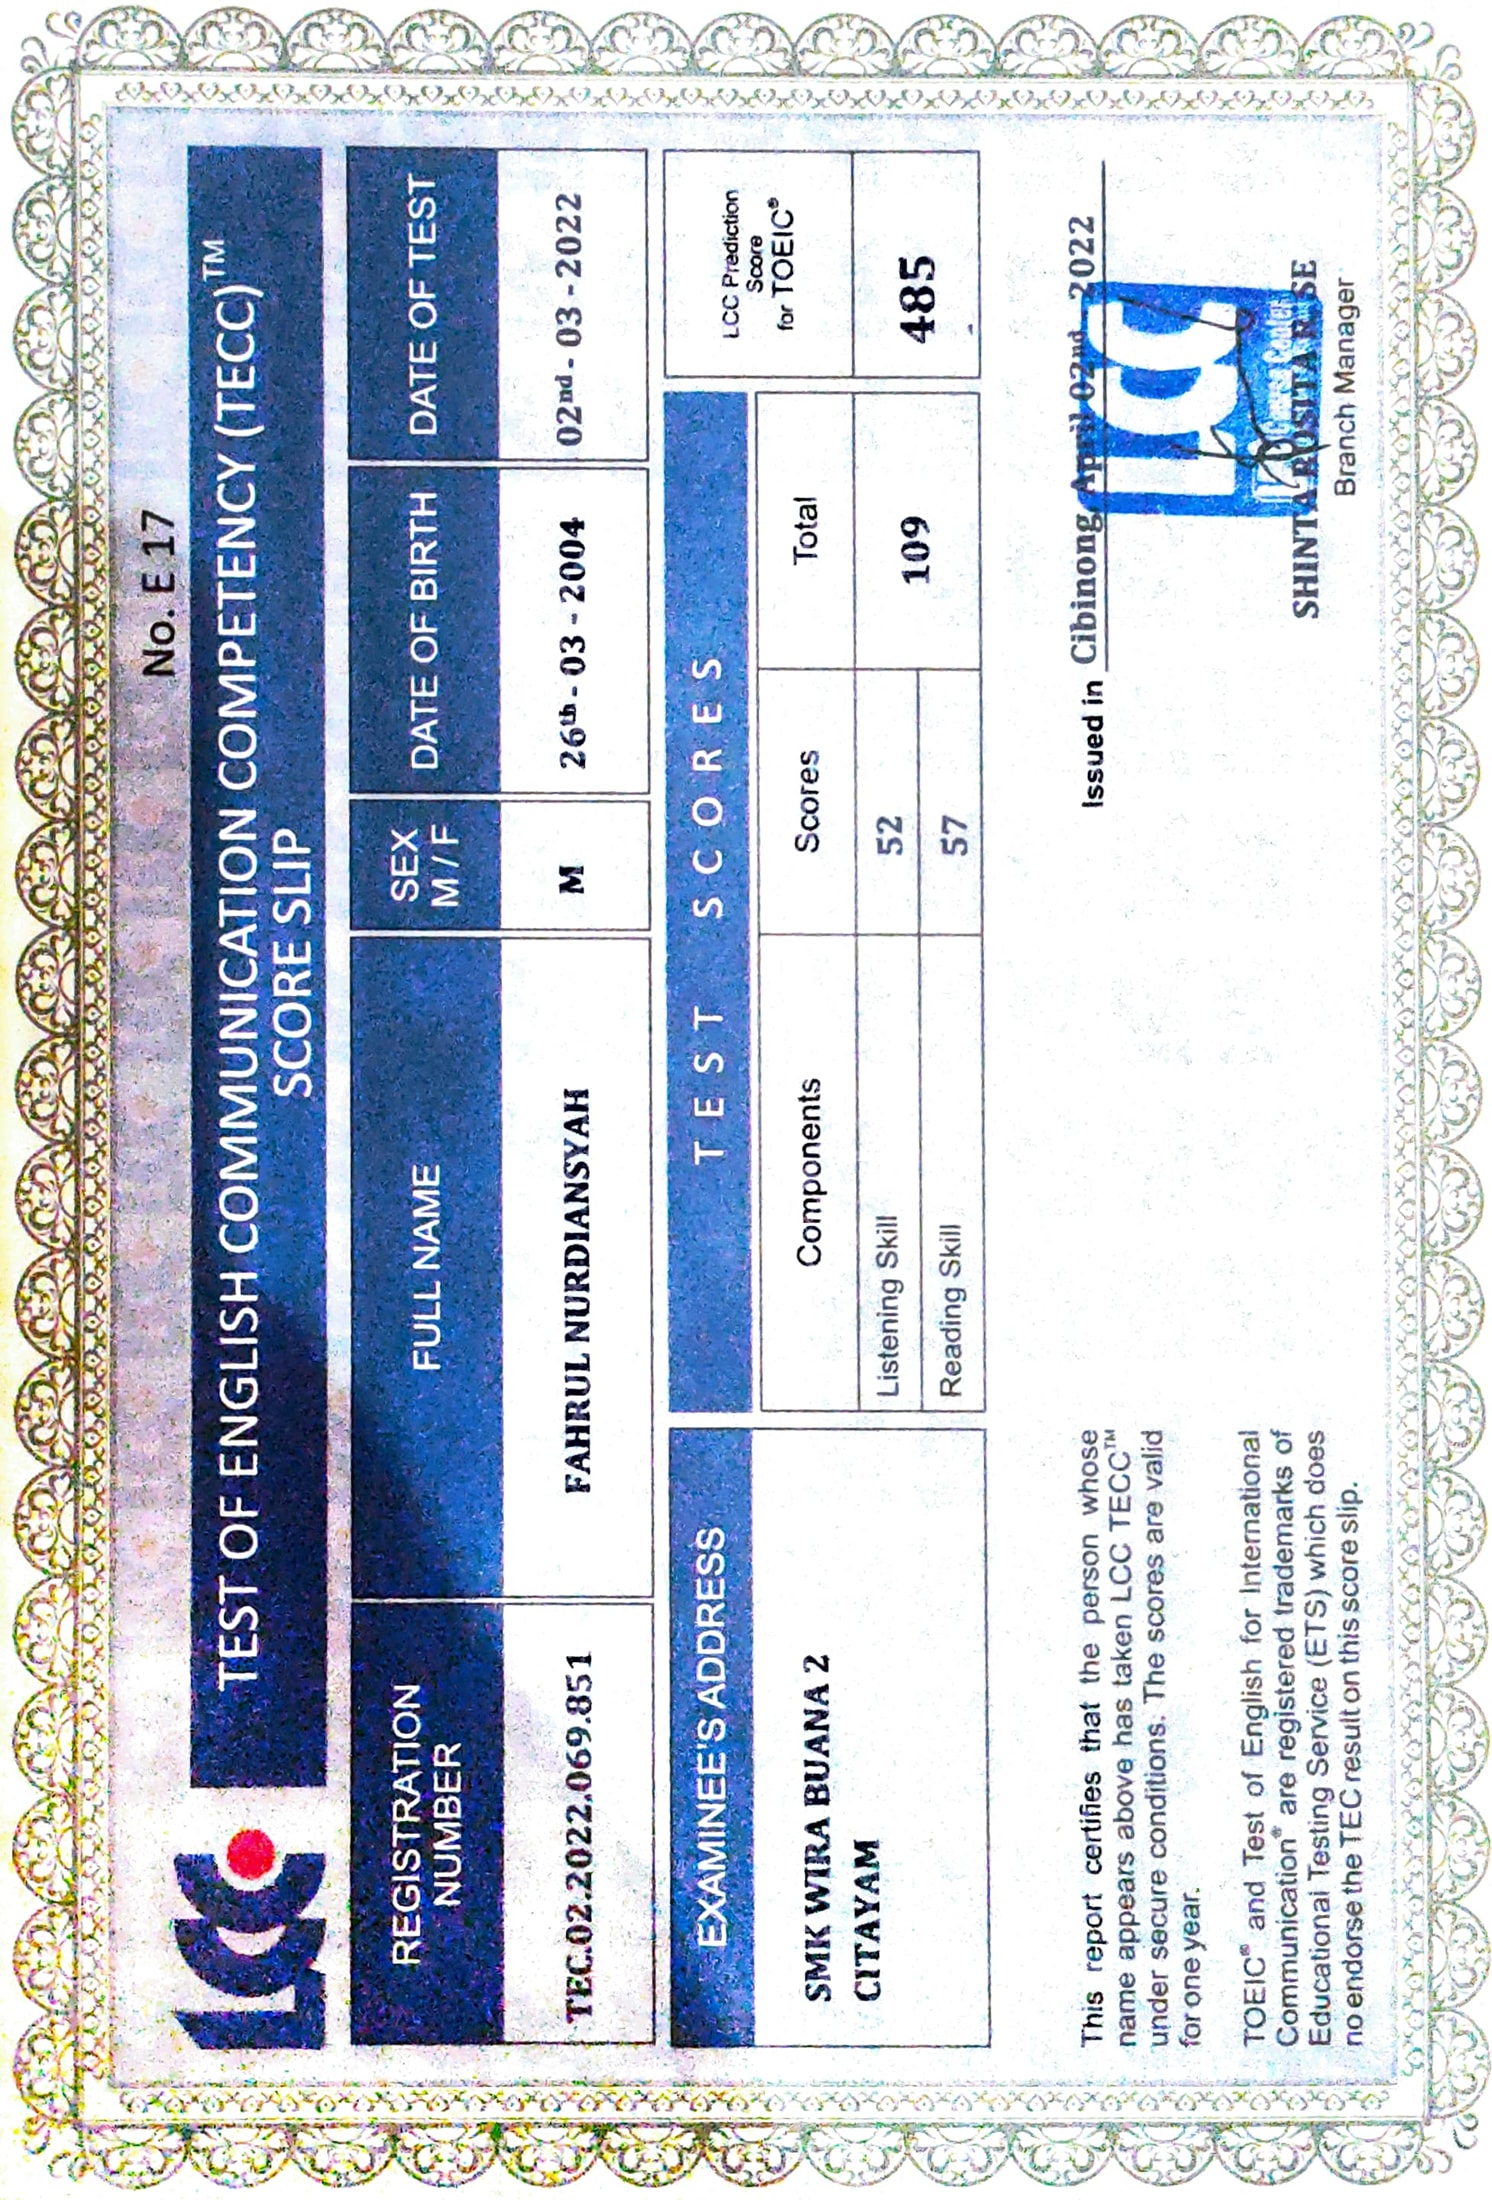 No. E 17
LCC
TEST OF ENGLISH COMMUNICATION COMPETENCY (TECC)™
SCORE SLIP
REGISTRATION NUMBER
FULL NAME
SEX M / F
DATE OF BIRTH
DATE OF TEST
TEC.02.2022.069.851
FAHRUL NURDIANSYAH
M
26th - 03 - 2004
02nd - 03 - 2022
EXAMINEE'S ADDRESS
SMK WIRA BUANA 2
CITAYAM
TEST SCORES
Components
Scores
Total
Listening Skill
52
109
Reading Skill
57
LCC Prediction
Score
for TOEIC®
485
This report certifies that the person whose
name appears above has taken LCC TECC™
under secure conditions. The scores are valid
for one year.
TOEIC® and Test of English for International
Communication® are registered trademarks of
Educational Testing Service (ETS) which does
no endorse the TEC result on this score slip.
Issued in Cibinong, April 02nd 2022
LCC
SHINTA ROSITA R SE
Branch Manager